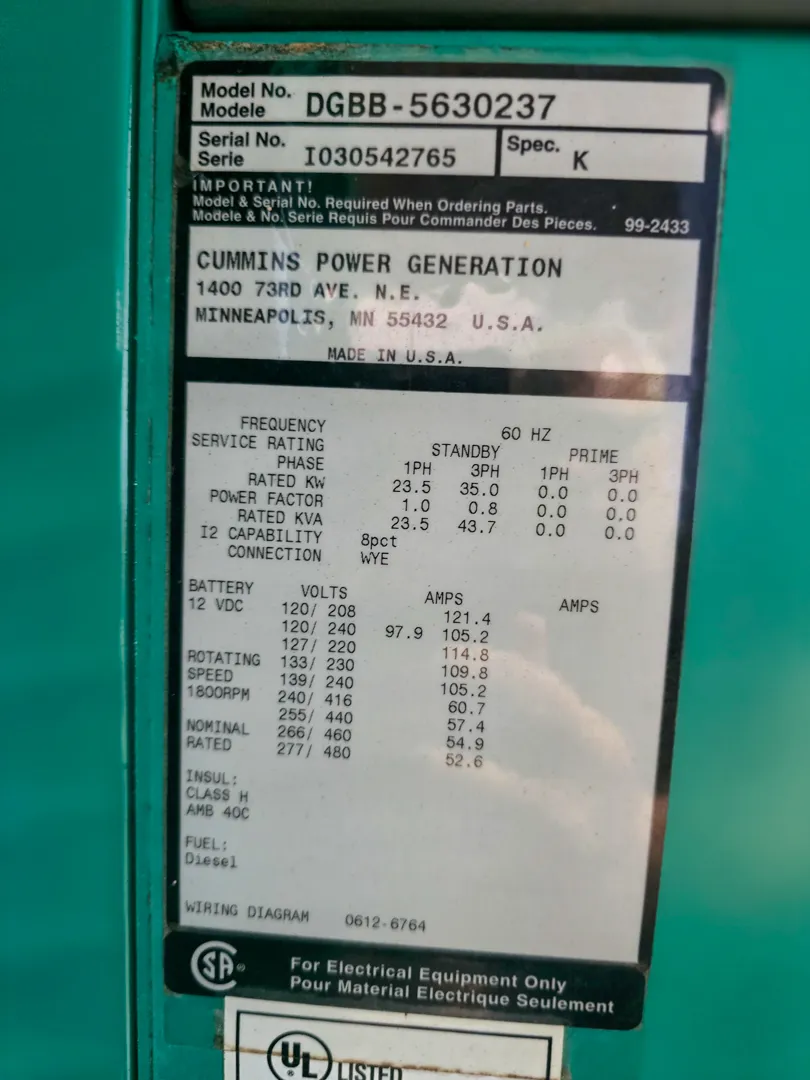 Model No. DGBB-5630237
Modele
Serial No. I030542765 Spec. K
Serie
IMPORTANT!
Model & Serial No. Required When Ordering Parts.
Modele & No. Serie Requis Pour Commander Des Pieces. 99-2433
CUMMINS POWER GENERATION
1400 73RD AVE. N.E.
MINNEAPOLIS, MN 55432 U.S.A.
MADE IN U.S.A.
FREQUENCY 60 HZ
SERVICE RATING STANDBY PRIME
PHASE 1PH 3PH 1PH 3PH
RATED KW 23.5 35.0 0.0 0.0
POWER FACTOR 1.0 0.8 0.0 0.0
RATED KVA 23.5 43.7 0.0 0.0
I2 CAPABILITY 8pct
CONNECTION WYE
BATTERY VOLTS AMPS AMPS
12 VDC 120/ 208 121.4
120/ 240 97.9 105.2
127/ 220 114.8
ROTATING 133/ 230 109.8
SPEED 139/ 240 105.2
1800RPM 240/ 416 60.7
255/ 440 57.4
NOMINAL 266/ 460 54.9
RATED 277/ 480 52.6
INSUL:
CLASS H
AMB 40C
FUEL:
Diesel
WIRING DIAGRAM 0612-6764
SA ®
For Electrical Equipment Only
Pour Material Electrique Seulement
UL ® LISTED